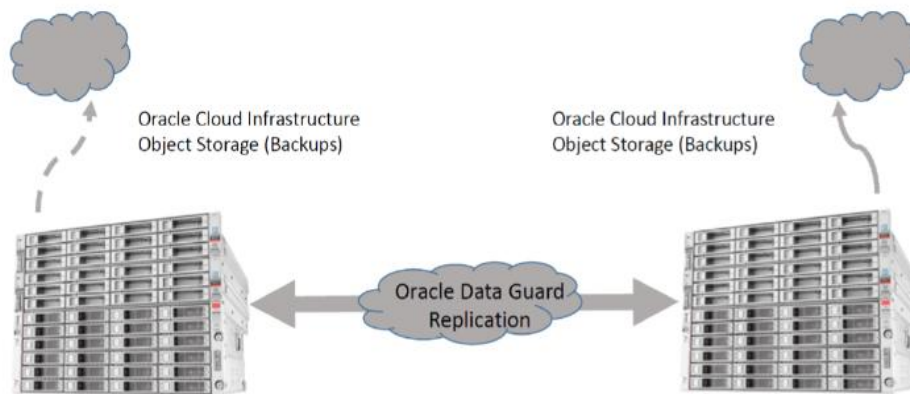 Oracle Cloud Infrastructure
Object Storage (Backups)
Oracle Cloud Infrastructure
Object Storage (Backups)
Oracle Data Guard
Replication